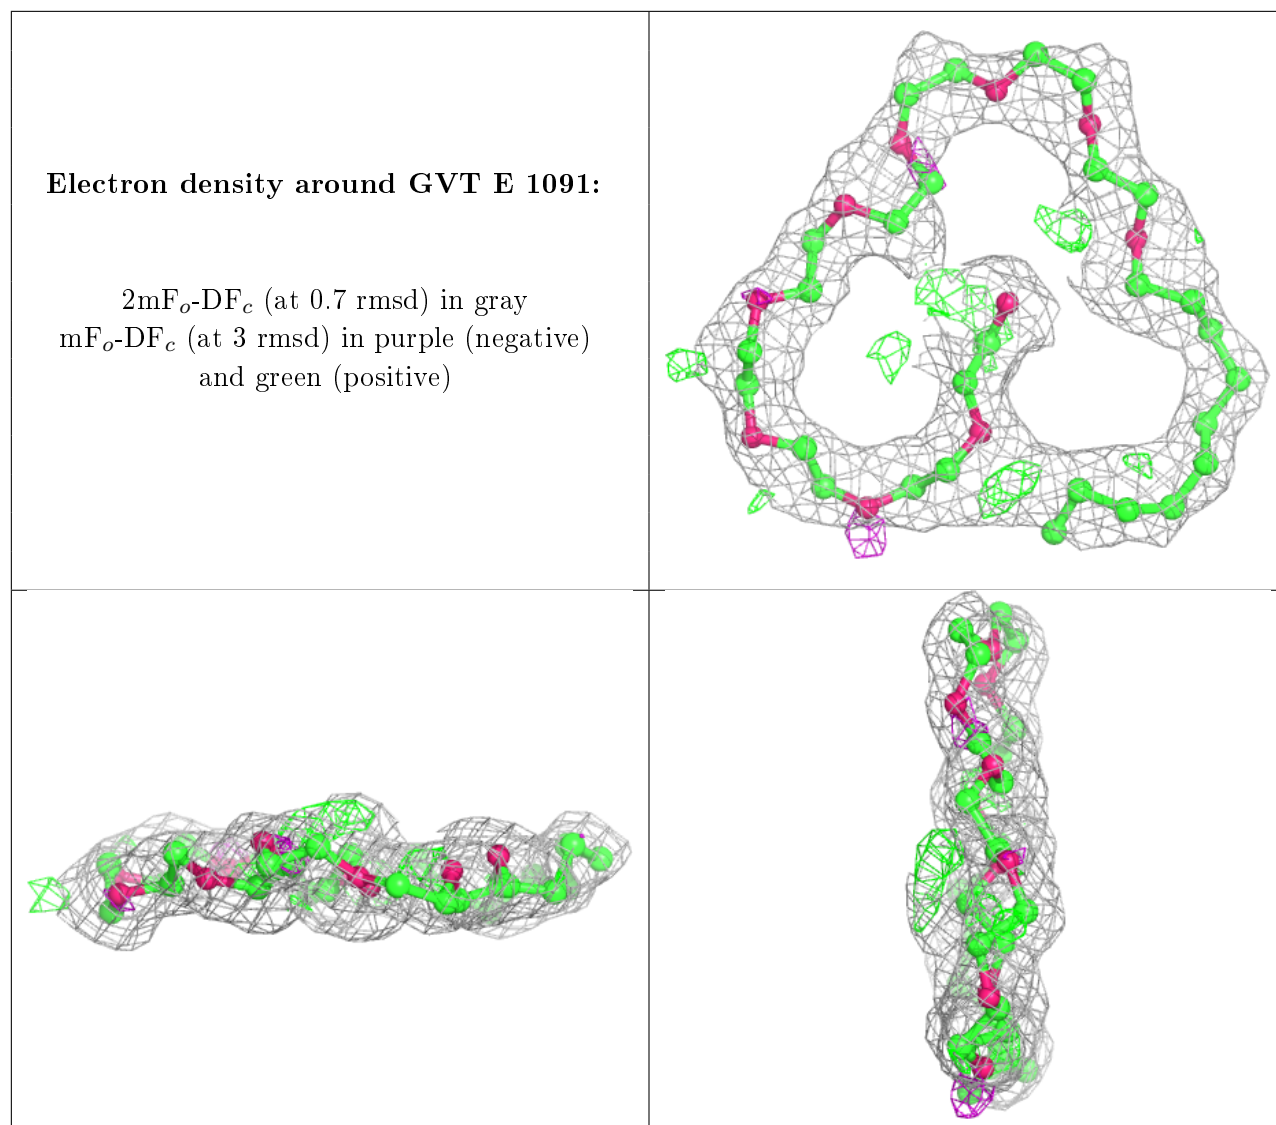 Electron density around GVT E 1091:
2mFₒ-DF𝒸 (at 0.7 rmsd) in gray
mFₒ-DF𝒸 (at 3 rmsd) in purple (negative)
and green (positive)